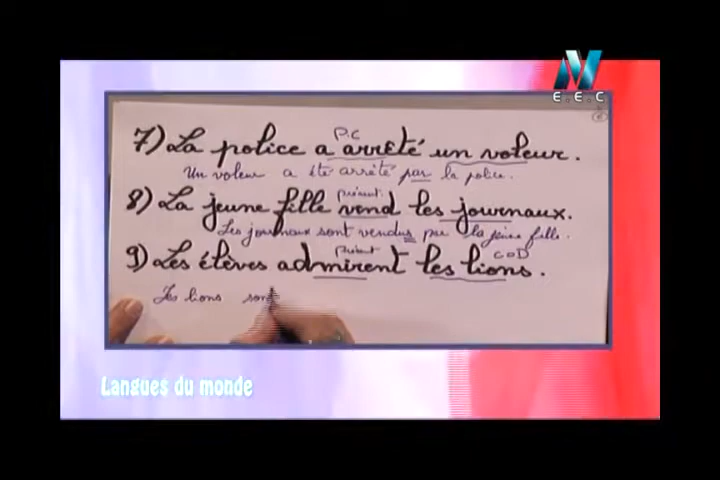 E.E.C
P.C
7) La police a arrêté un voleur.
Un voleur a été arrêté par la police.
présent
8) La jeune fille vend les journaux.
Les journaux sont vendus par la jeune fille.
présent COD
9) Les élèves admirent les lions.
Les lions sont
Langues du monde